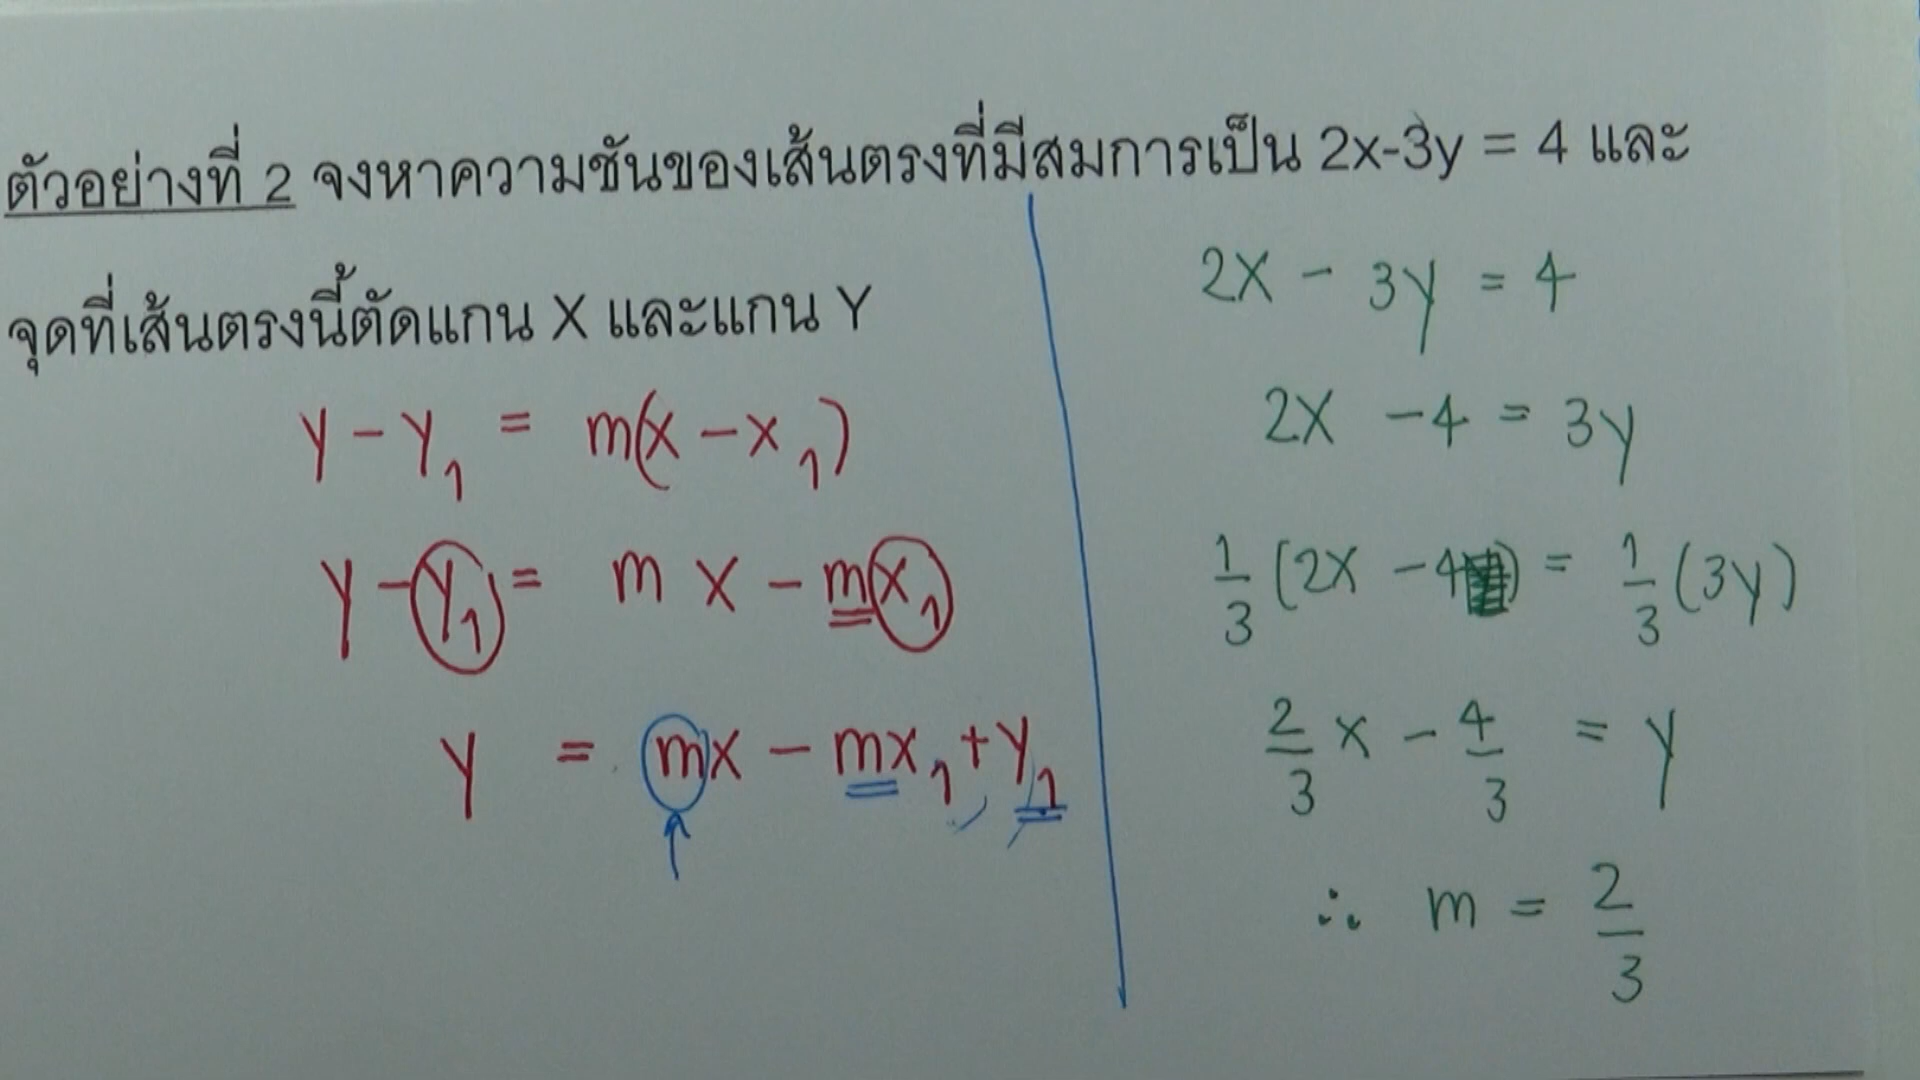 ตัวอย่างที่ 2 จงหาความชันของเส้นตรงที่มีสมการเป็น 2x-3y = 4 และ
จุดที่เส้นตรงนี้ตัดแกน X และแกน Y
y - y₁ = m(x - x₁)
y - y₁ = m x - mx₁
y = mx - mx₁ + y₁
2x - 3y = 4
2x - 4 = 3y
1/3 (2x - 4) = 1/3 (3y)
2/3 x - 4/3 = y
∴ m = 2/3